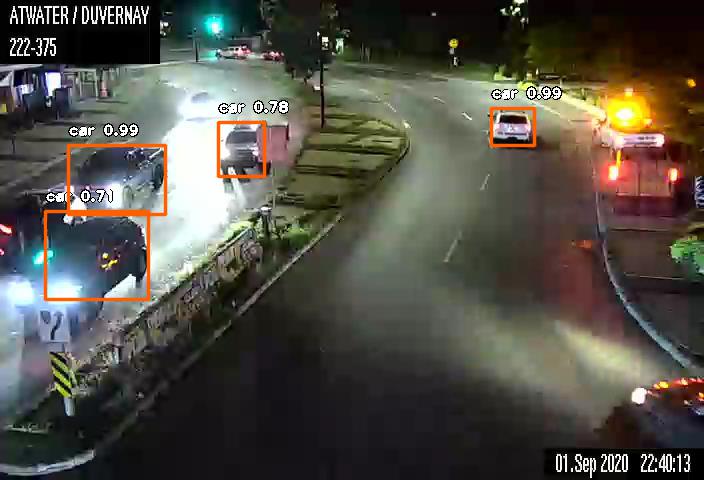 ATWATER / DUVERNAY
222-375
car 0.78
car 0.99
car 0.99
car 0.71
01.Sep 2020 22:40:13